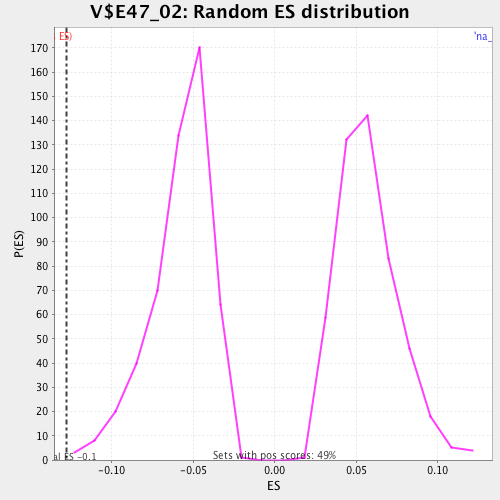 V$E47_02: Random ES distribution
ES)
'na_
170
160
150
140
130
120
110
100
90
80
70
60
50
40
30
20
10
0
P(ES)
al ES -0.1
Sets with pos scores: 49%
-0.10 -0.05 0.00 0.05 0.10
ES